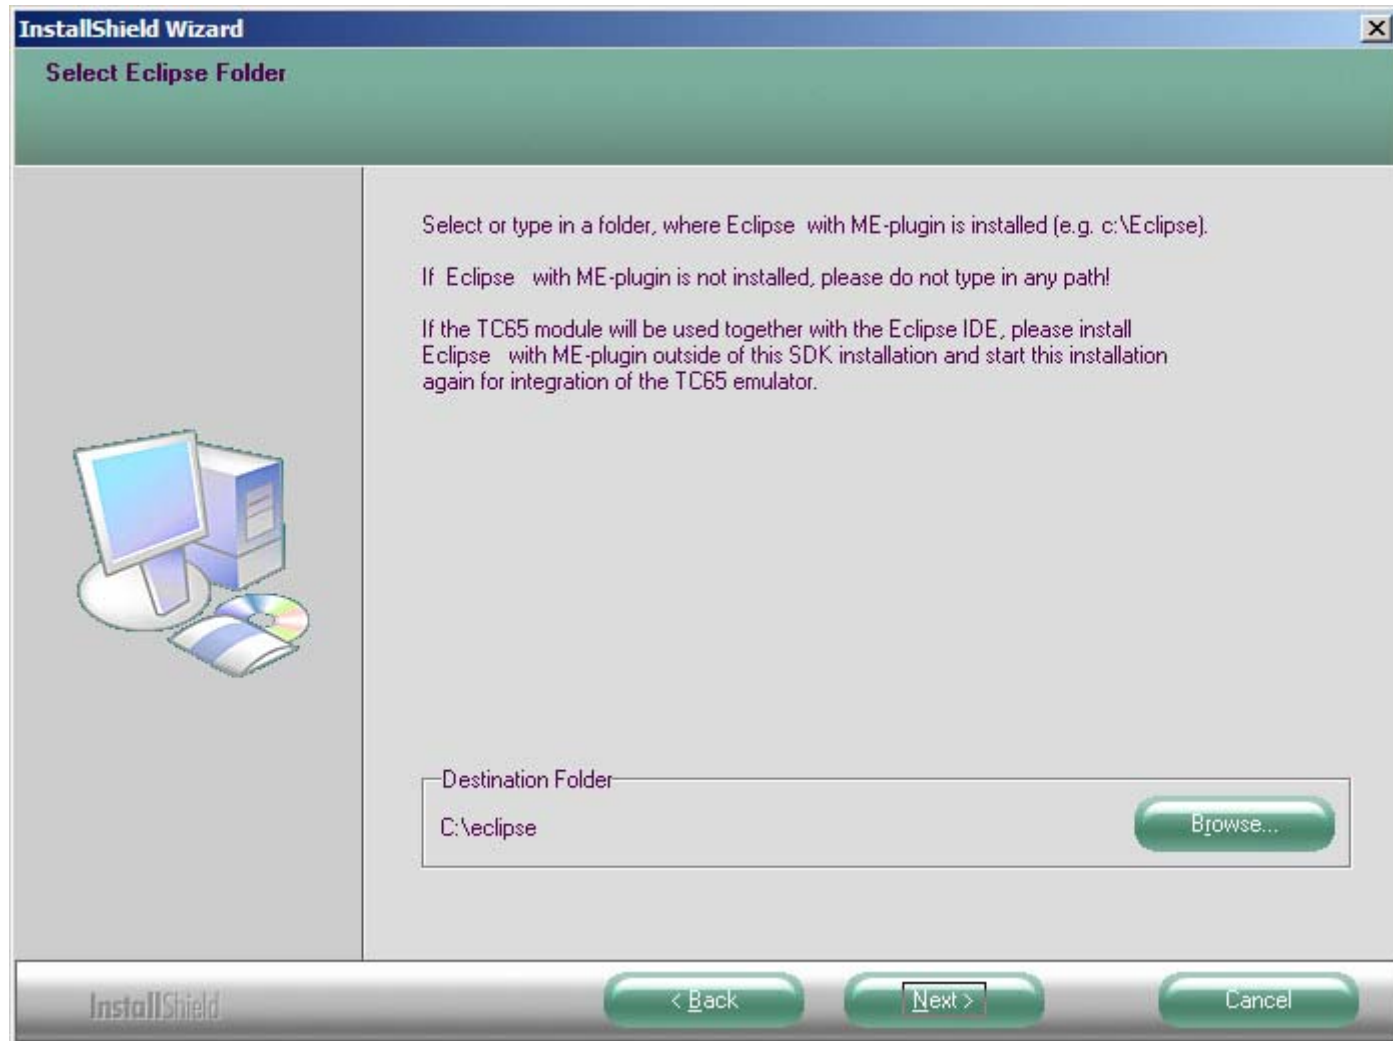 InstallShield Wizard
Select Eclipse Folder
Select or type in a folder, where Eclipse  with ME-plugin is installed (e.g. c:\Eclipse).
If  Eclipse   with ME-plugin is not installed, please do not type in any path!
If the TC65 module will be used together with the Eclipse IDE, please install
Eclipse   with ME-plugin outside of this SDK installation and start this installation
again for integration of the TC65 emulator.
Destination Folder
C:\eclipse
Browse...
InstallShield
< Back
Next >
Cancel